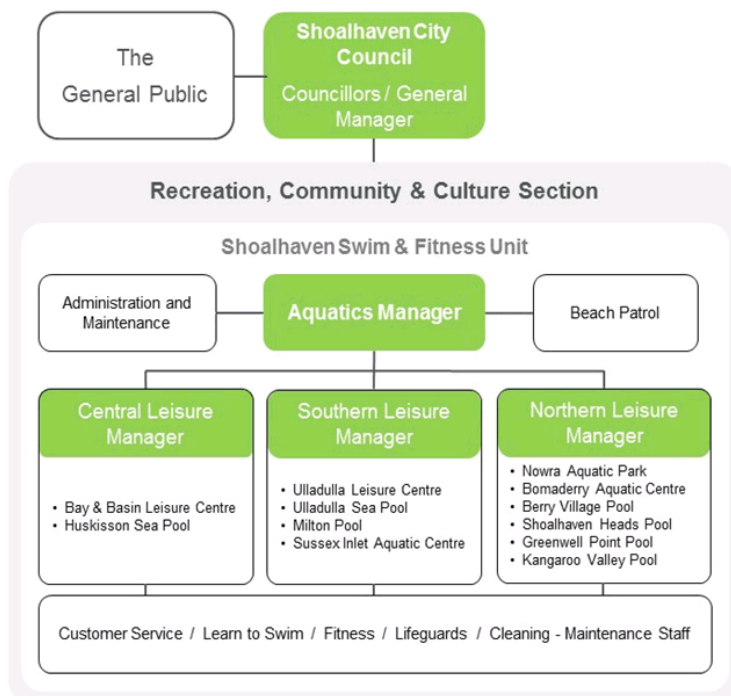 The
General Public
Shoalhaven City
Council
Councillors / General
Manager
Recreation, Community & Culture Section
Shoalhaven Swim & Fitness Unit
Administration and
Maintenance
Aquatics Manager
Beach Patrol
Central Leisure
Manager
• Bay & Basin Leisure Centre
• Huskisson Sea Pool
Southern Leisure
Manager
• Ulladulla Leisure Centre
• Ulladulla Sea Pool
• Milton Pool
• Sussex Inlet Aquatic Centre
Northern Leisure
Manager
• Nowra Aquatic Park
• Bomaderry Aquatic Centre
• Berry Village Pool
• Shoalhaven Heads Pool
• Greenwell Point Pool
• Kangaroo Valley Pool
Customer Service / Learn to Swim / Fitness / Lifeguards / Cleaning - Maintenance Staff